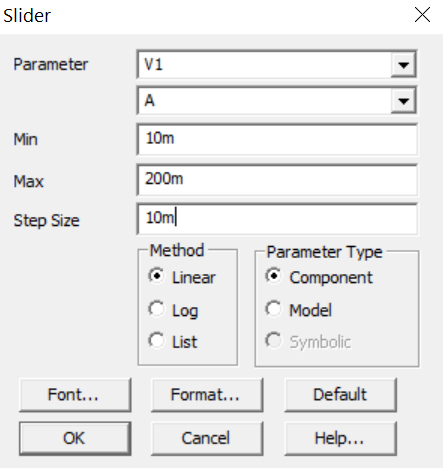 Slider
Parameter V1
A
Min 10m
Max 200m
Step Size 10m
Method Parameter Type
Linear Component
Log Model
List Symbolic
Font... Format... Default
OK Cancel Help...